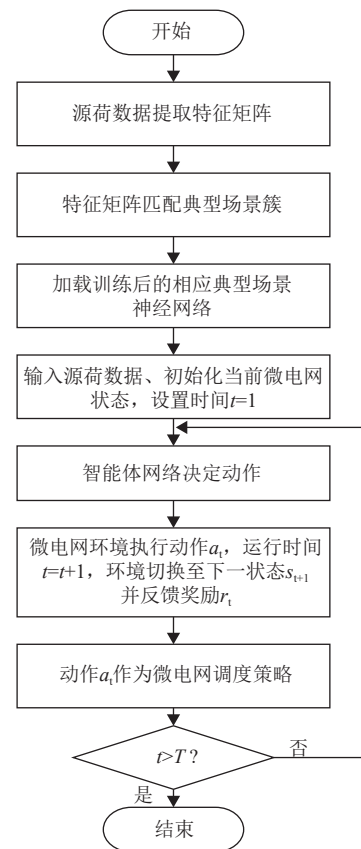 开始
源荷数据提取特征矩阵
特征矩阵匹配典型场景簇
加载训练后的相应典型场景
神经网络
输入源荷数据、初始化当前微电网
状态，设置时间t=1
智能体网络决定动作
微电网环境执行动作aₜ，运行时间
t=t+1，环境切换至下一状态sₜ₊₁
并反馈奖励rₜ
动作aₜ作为微电网调度策略
t>T？
否
是
结束